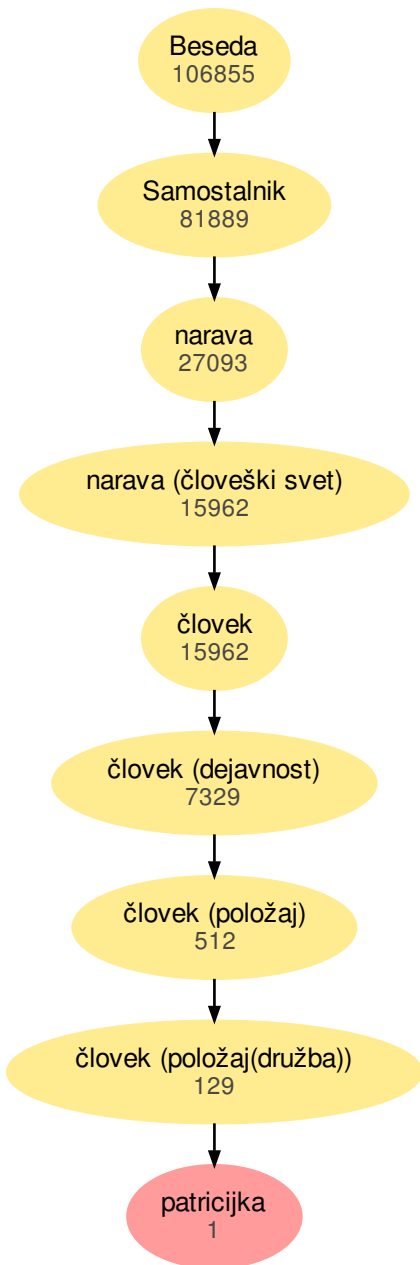 Beseda
106855
Samostalnik
81889
narava
27093
narava (človeški svet)
15962
človek
15962
človek (dejavnost)
7329
človek (položaj)
512
človek (položaj(družba))
129
patricijka
1